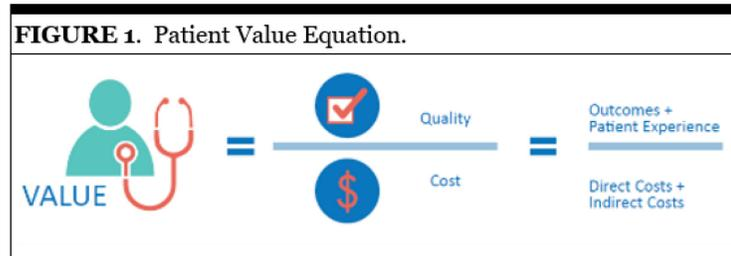 FIGURE 1. Patient Value Equation.
VALUE
=
Quality
Cost
$
=
Outcomes +
Patient Experience
Direct Costs +
Indirect Costs